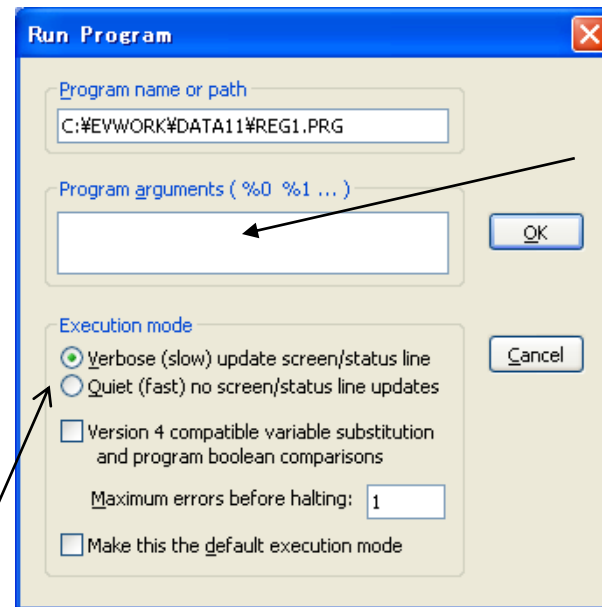 Run Program
Program name or path
C:¥EVWORK¥DATA11¥REG1.PRG
Program arguments ( %0 %1 ... )
OK
Execution mode
Verbose (slow) update screen/status line
Quiet (fast) no screen/status line updates
Cancel
Version 4 compatible variable substitution
and program boolean comparisons
Maximum errors before halting: 1
Make this the default execution mode